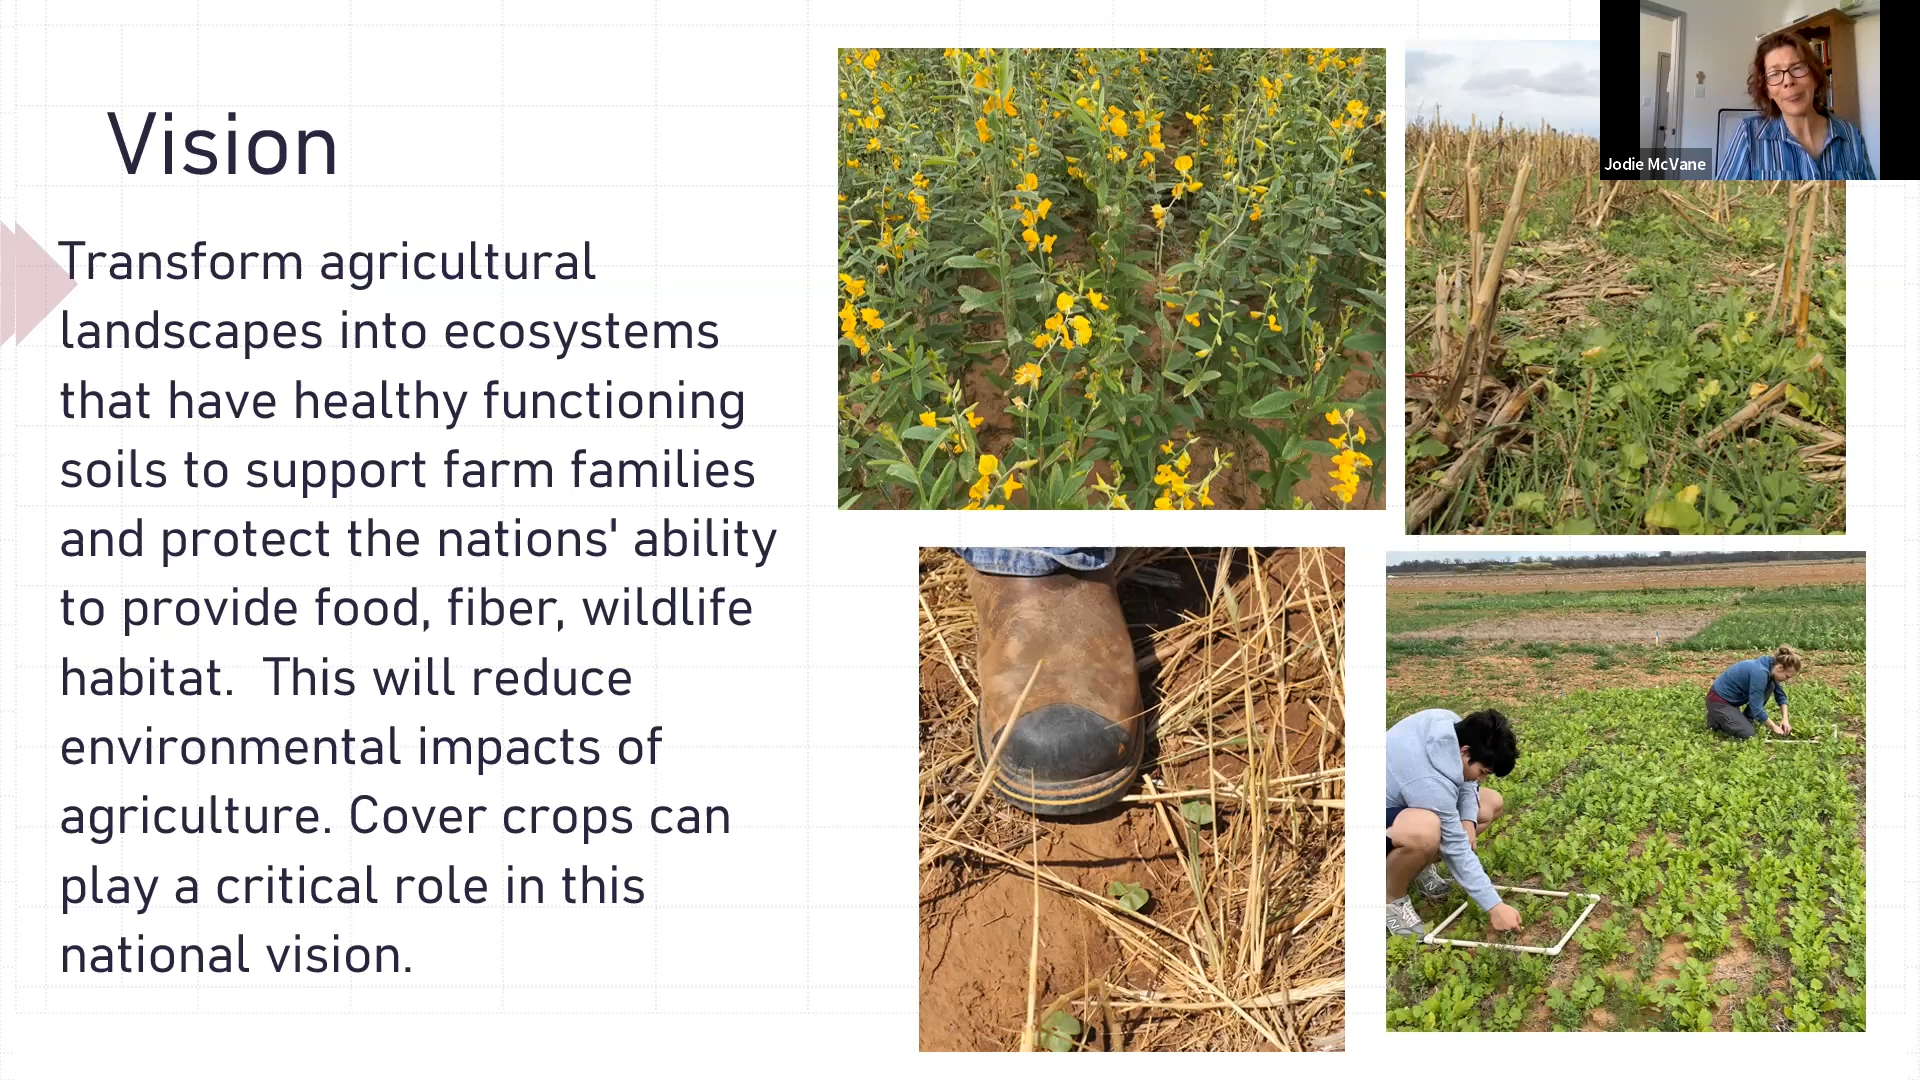 Vision
Transform agricultural
landscapes into ecosystems
that have healthy functioning
soils to support farm families
and protect the nations' ability
to provide food, fiber, wildlife
habitat.  This will reduce
environmental impacts of
agriculture. Cover crops can
play a critical role in this
national vision.
Jodie McVane